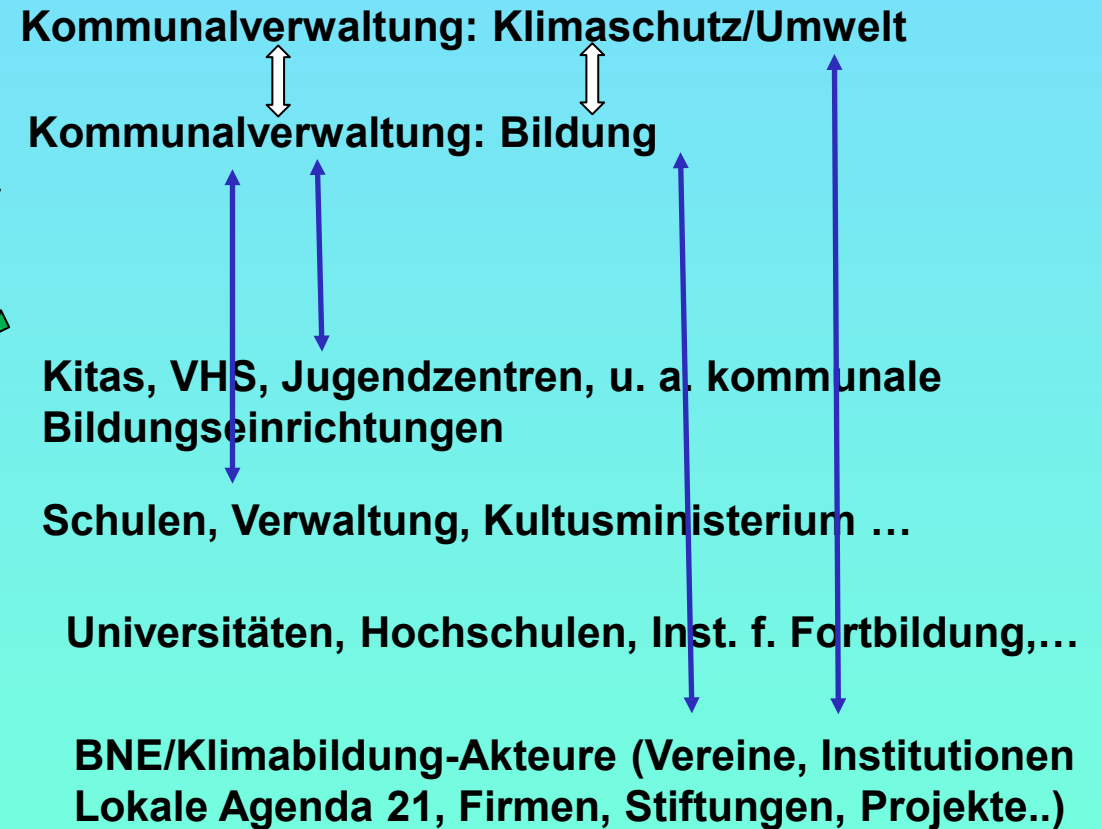 Kommunalverwaltung: Klimaschutz/Umwelt
Kommunalverwaltung: Bildung
Kitas, VHS, Jugendzentren, u. a. kommunale
Bildungseinrichtungen
Schulen, Verwaltung, Kultusministerium …
Universitäten, Hochschulen, Inst. f. Fortbildung,…
BNE/Klimabildung-Akteure (Vereine, Institutionen
Lokale Agenda 21, Firmen, Stiftungen, Projekte..)